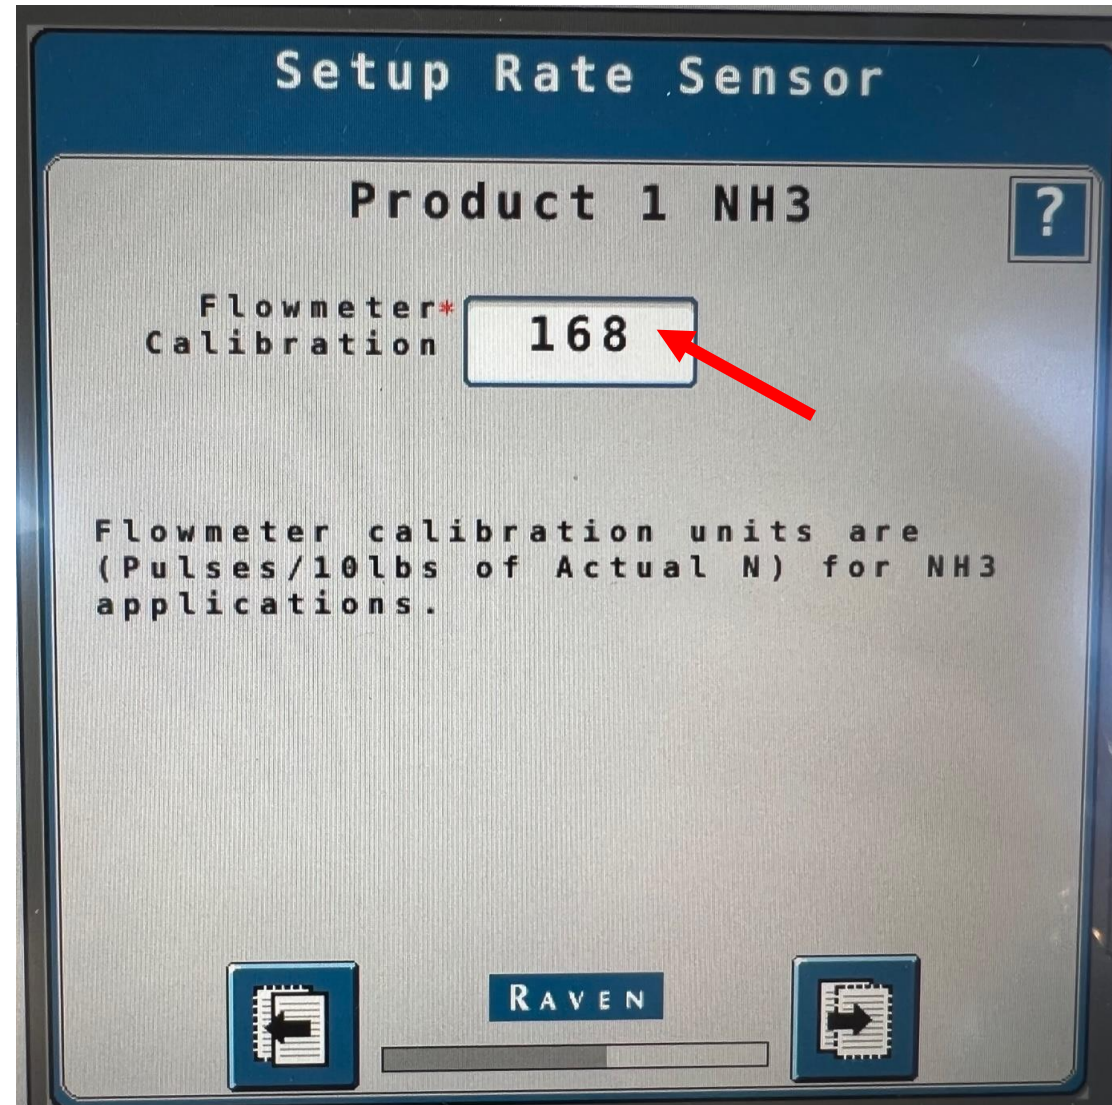 Setup Rate Sensor
Product 1 NH3
?
Flowmeter*
Calibration
168
Flowmeter calibration units are
(Pulses/10lbs of Actual N) for NH3
applications.
RAVEN